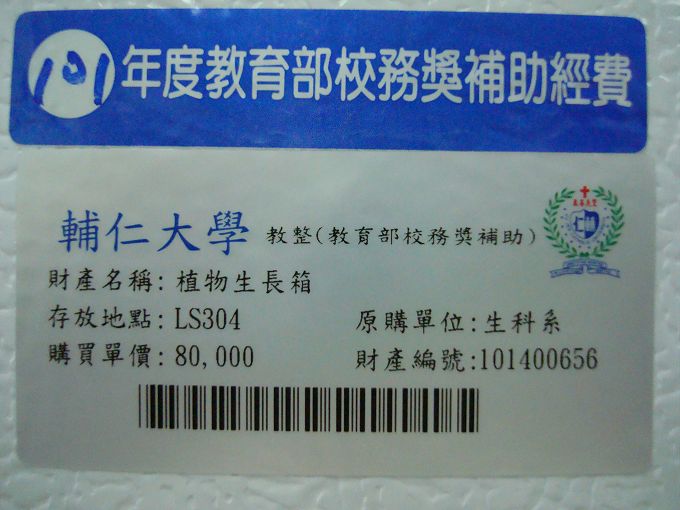 101年度教育部校務獎補助經費
輔仁大學 教整(教育部校務獎補助)
財產名稱: 植物生長箱
存放地點: LS304 原購單位: 生科系
購買單價: 80,000 財產編號:101400656